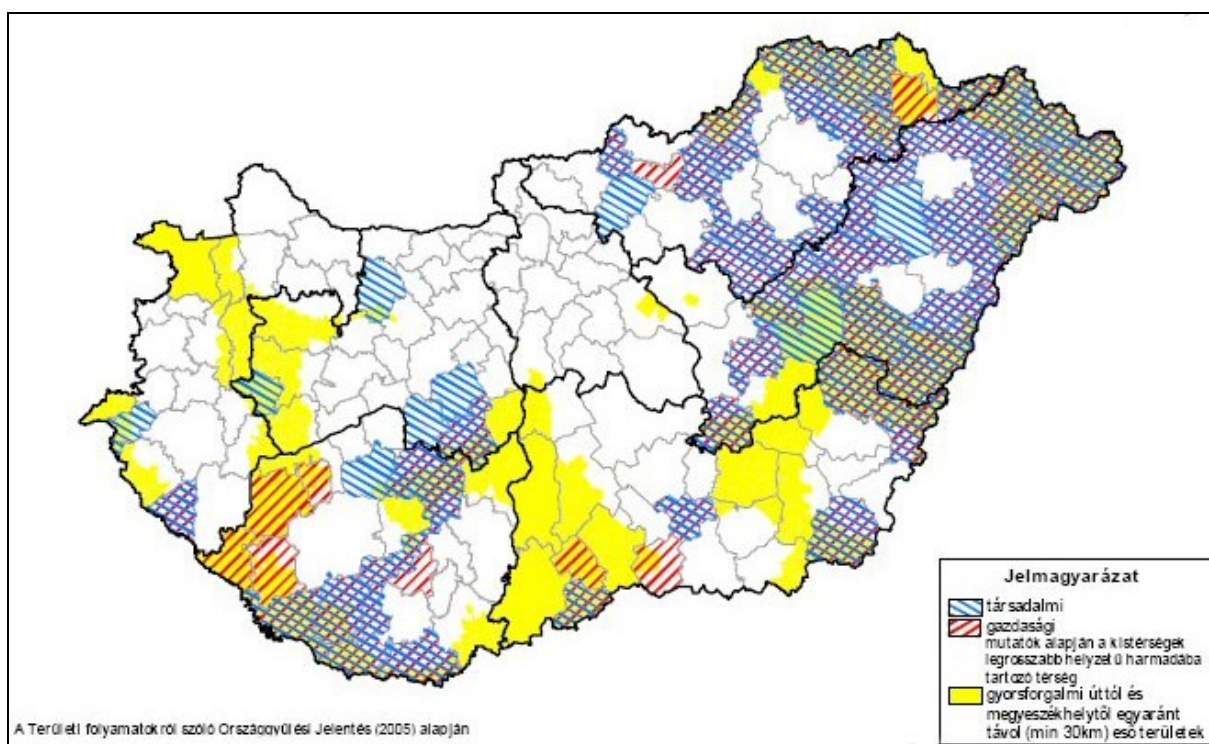 Jelmagyarázat
társadalmi
gazdasági
mutatók alapján a kistérségek
legrosszabb helyzetű harmadába
tartozó térség
gyorsforgalmi úttól és
megyeszékhelytől egyaránt
távol (min 30km) eső területek
A Területi folyamatokról szóló Országgyűlési Jelentés (2005) alapján